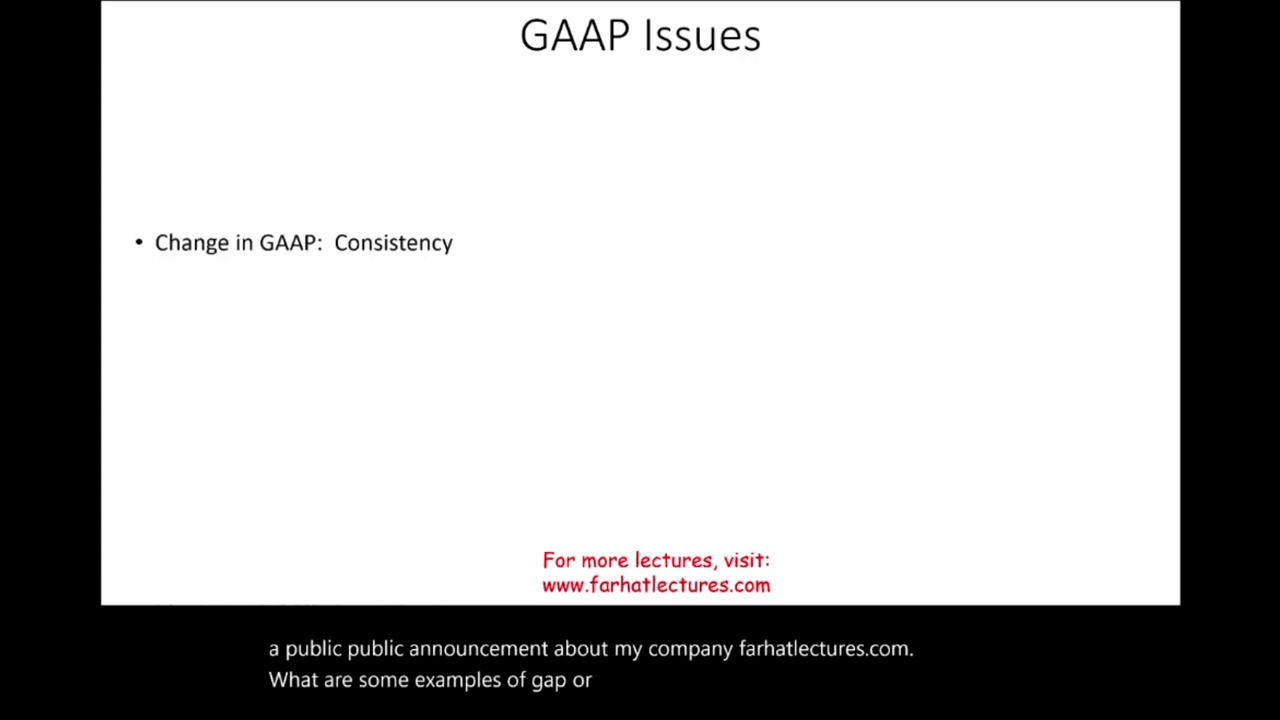 GAAP Issues
• Change in GAAP: Consistency
For more lectures, visit:
www.farhatlectures.com
a public public announcement about my company farhatlectures.com.
What are some examples of gap or